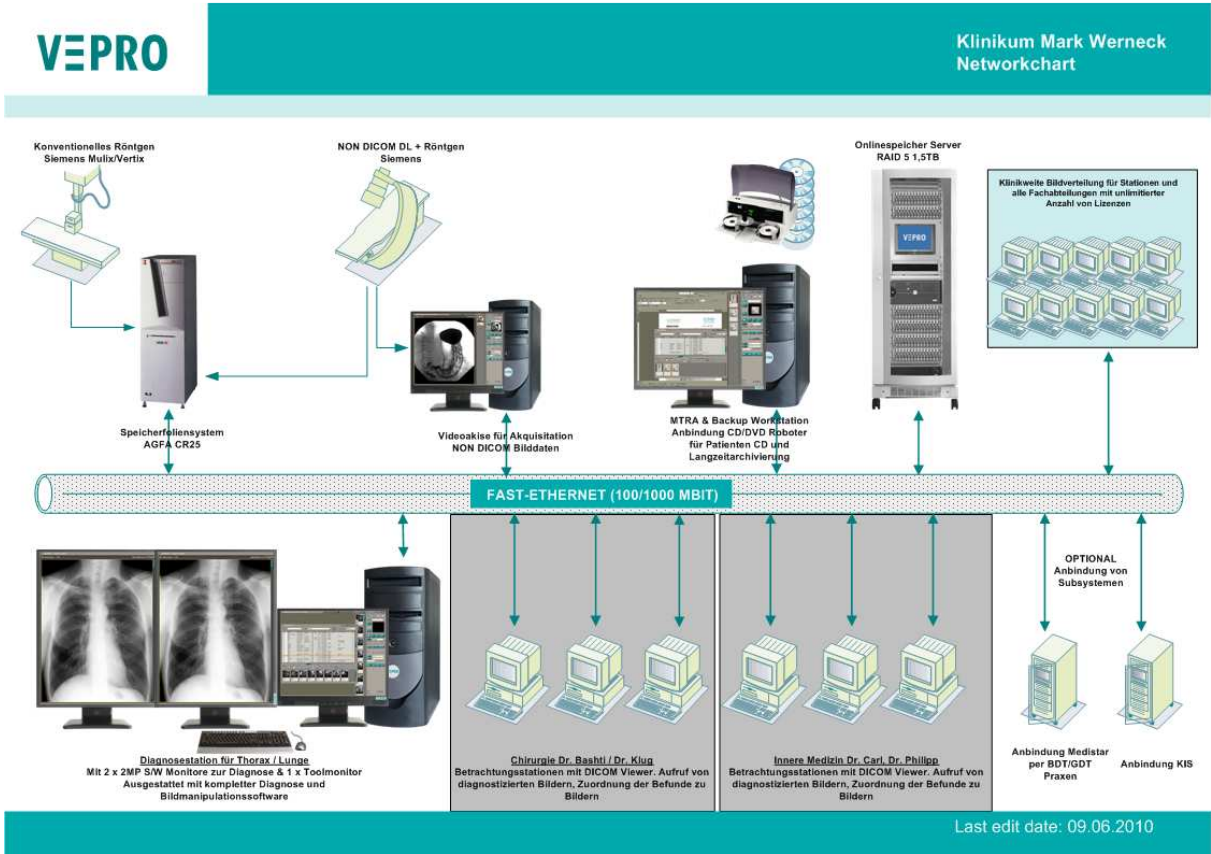 VEPRO
Klinikum Mark Werneck
Networkchart
Konventionelles Röntgen
Siemens Mulix/Vertix
NON DICOM DL + Röntgen
Siemens
Onlinespeicher Server
RAID 5 1,5TB
Klinikweite Bildverteilung für Stationen und
alle Fachabteilungen mit unlimitierter
Anzahl von Lizenzen
VEPRO
Speicherfoliensystem
AGFA CR25
Videoakise für Akquisitation
NON DICOM Bilddaten
MTRA & Backup Workstation
Anbindung CD/DVD Roboter
für Patienten CD und
Langzeitarchivierung
FAST-ETHERNET (100/1000 MBIT)
OPTIONAL
Anbindung von
Subsystemen
Diagnosestation für Thorax / Lunge
Mit 2 x 2MP S/W Monitore zur Diagnose & 1 x Toolmonitor
Ausgestattet mit kompletter Diagnose und
Bildmanipulationssoftware
Chirurgie Dr. Bashti / Dr. Klug
Betrachtungsstationen mit DICOM Viewer. Aufruf von
diagnostizierten Bildern, Zuordnung der Befunde zu
Bildern
Innere Medizin Dr. Carl, Dr. Philipp
Betrachtungsstationen mit DICOM Viewer. Aufruf von
diagnostizierten Bildern, Zuordnung der Befunde zu
Bildern
Anbindung Medistar
per BDT/GDT
Praxen
Anbindung KIS
Last edit date: 09.06.2010